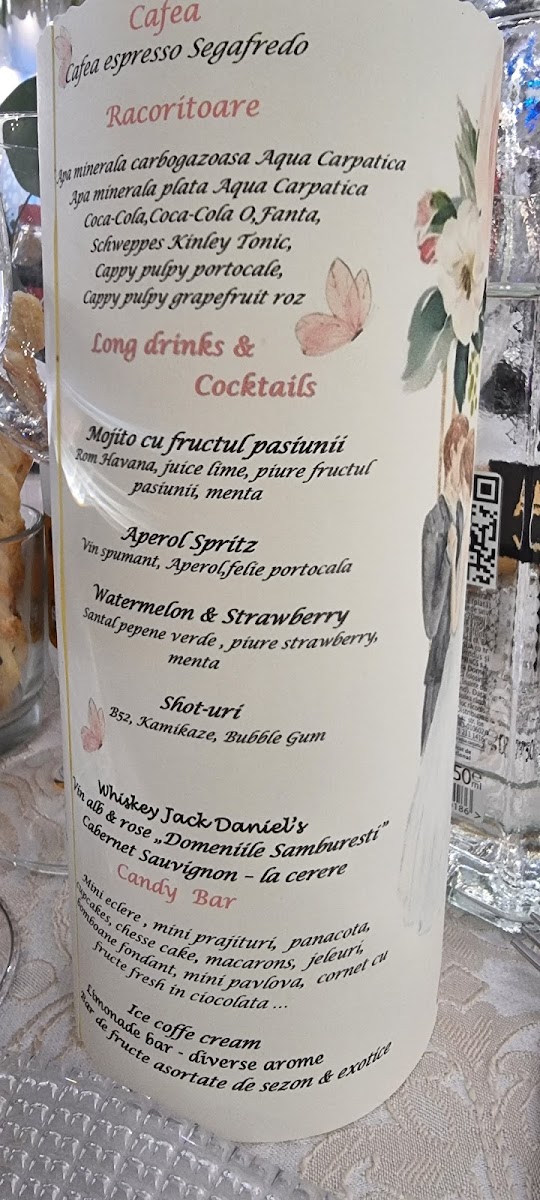 Cafea
Cafea espresso Segafredo
Racoritoare
Apa minerala carbogazoasa Aqua Carpatica
Apa minerala plata Aqua Carpatica
Coca-Cola,Coca-Cola O,Fanta,
Schweppes Kinley Tonic,
Cappy pulpy portocale,
Cappy pulpy grapefruit roz
Long drinks &
Cocktails
Mojito cu fructul pasiunii
Rom Havana, juice lime, piure fructul
pasiunii, menta
Aperol Spritz
Vin spumant, Aperol,felie portocala
Watermelon & Strawberry
Santal pepene verde , piure strawberry,
menta
Shot-uri
B52, Kamikaze, Bubble Gum
Whiskey Jack Daniel's
Vin alb & rose „Domeniile Samburesti”
Cabernet Sauvignon - la cerere
Candy Bar
Mini eclere , mini prajituri, panacota,
cupcakes, chesse cake, macarons, jeleuri,
bomboane fondant, mini pavlova, cornet cu
fructe fresh in ciocolata ...
Ice coffe cream
Limonade bar - diverse arome
Bar de fructe asortate de sezon & exotice